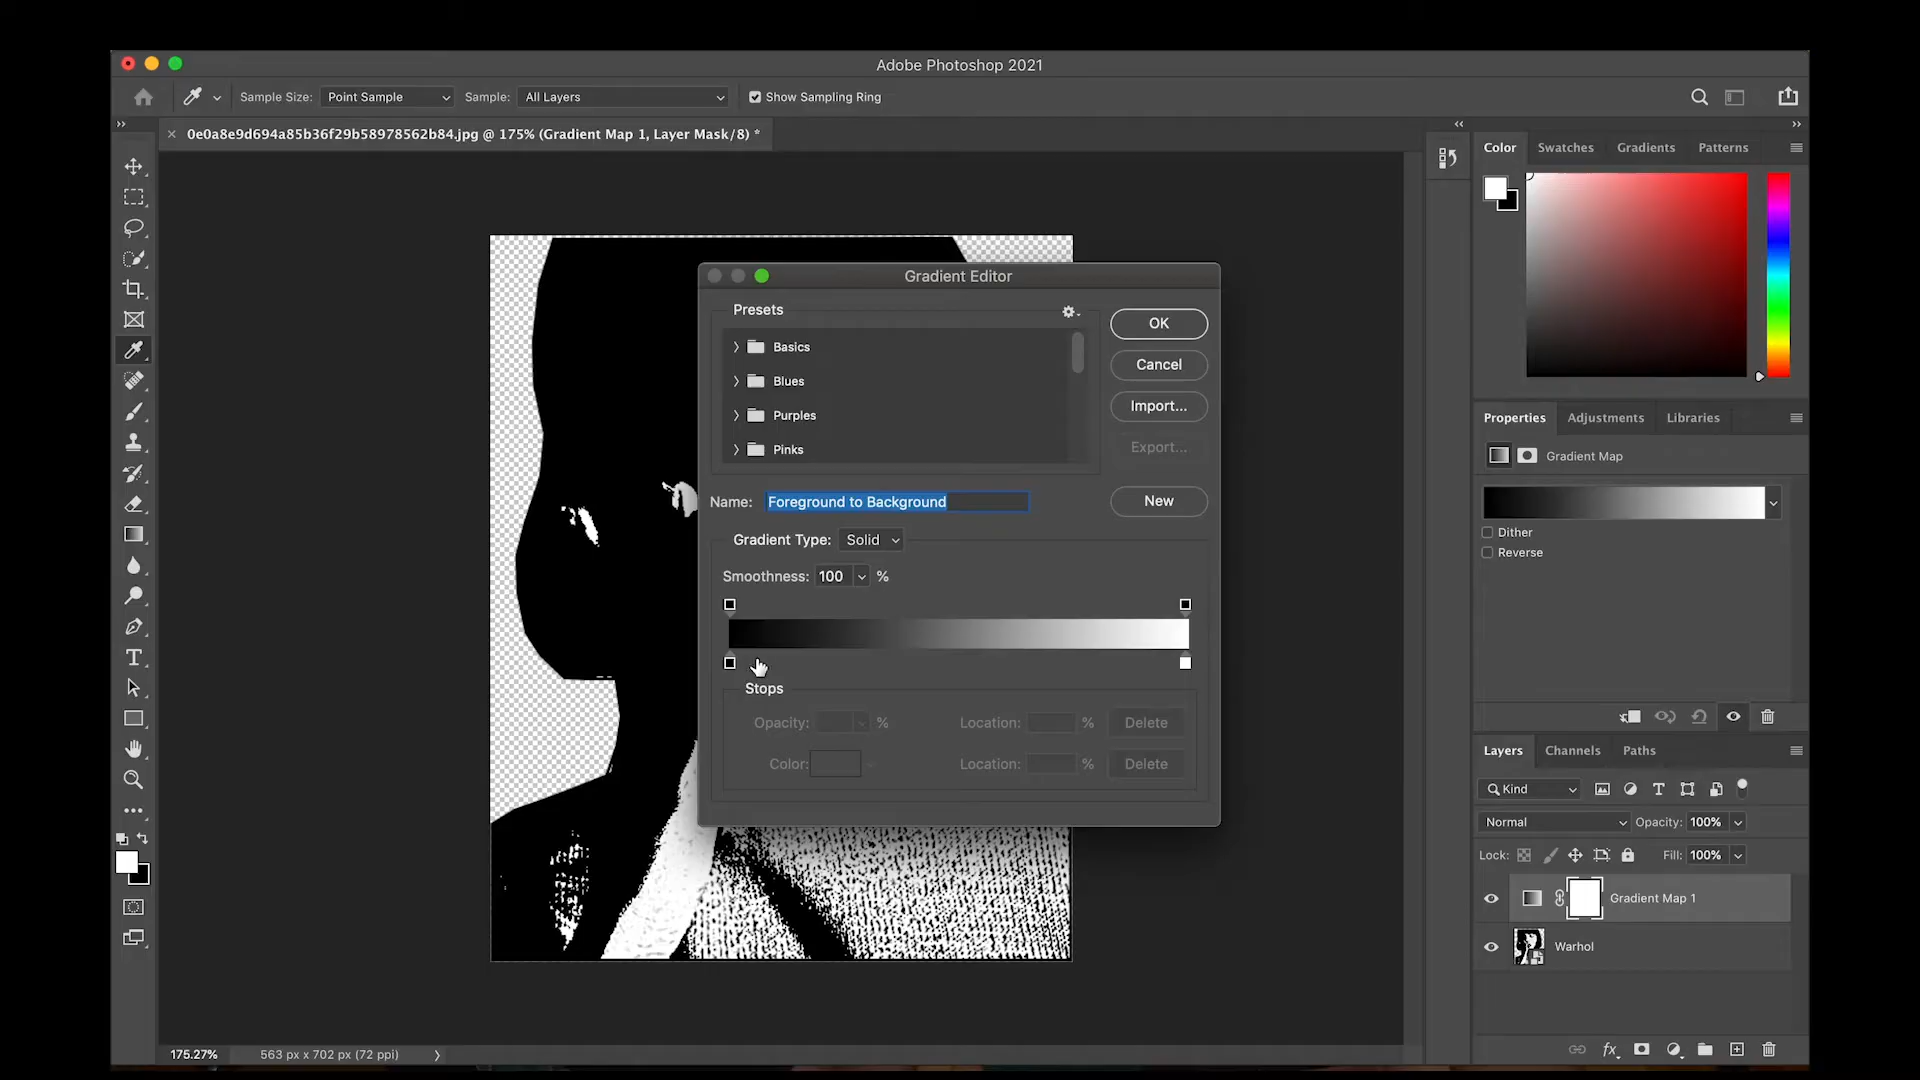 Adobe Photoshop 2021
Sample Size: Point Sample Sample: All Layers Show Sampling Ring
0e0a8e9d694a85b36f29b58978562b84.jpg @ 175% (Gradient Map 1, Layer Mask/8) *
Color Swatches Gradients Patterns
Gradient Editor
Presets
Basics
Blues
Purples
Pinks
OK
Cancel
Import...
Export...
Name: Foreground to Background
New
Gradient Type: Solid
Smoothness: 100 %
Stops
Opacity: % Location: % Delete
Color: Location: % Delete
Properties Adjustments Libraries
Gradient Map
Dither
Reverse
Layers Channels Paths
Kind
Normal Opacity: 100%
Lock: Fill: 100%
Gradient Map 1
Warhol
175.27% 563 px x 702 px (72 ppi)